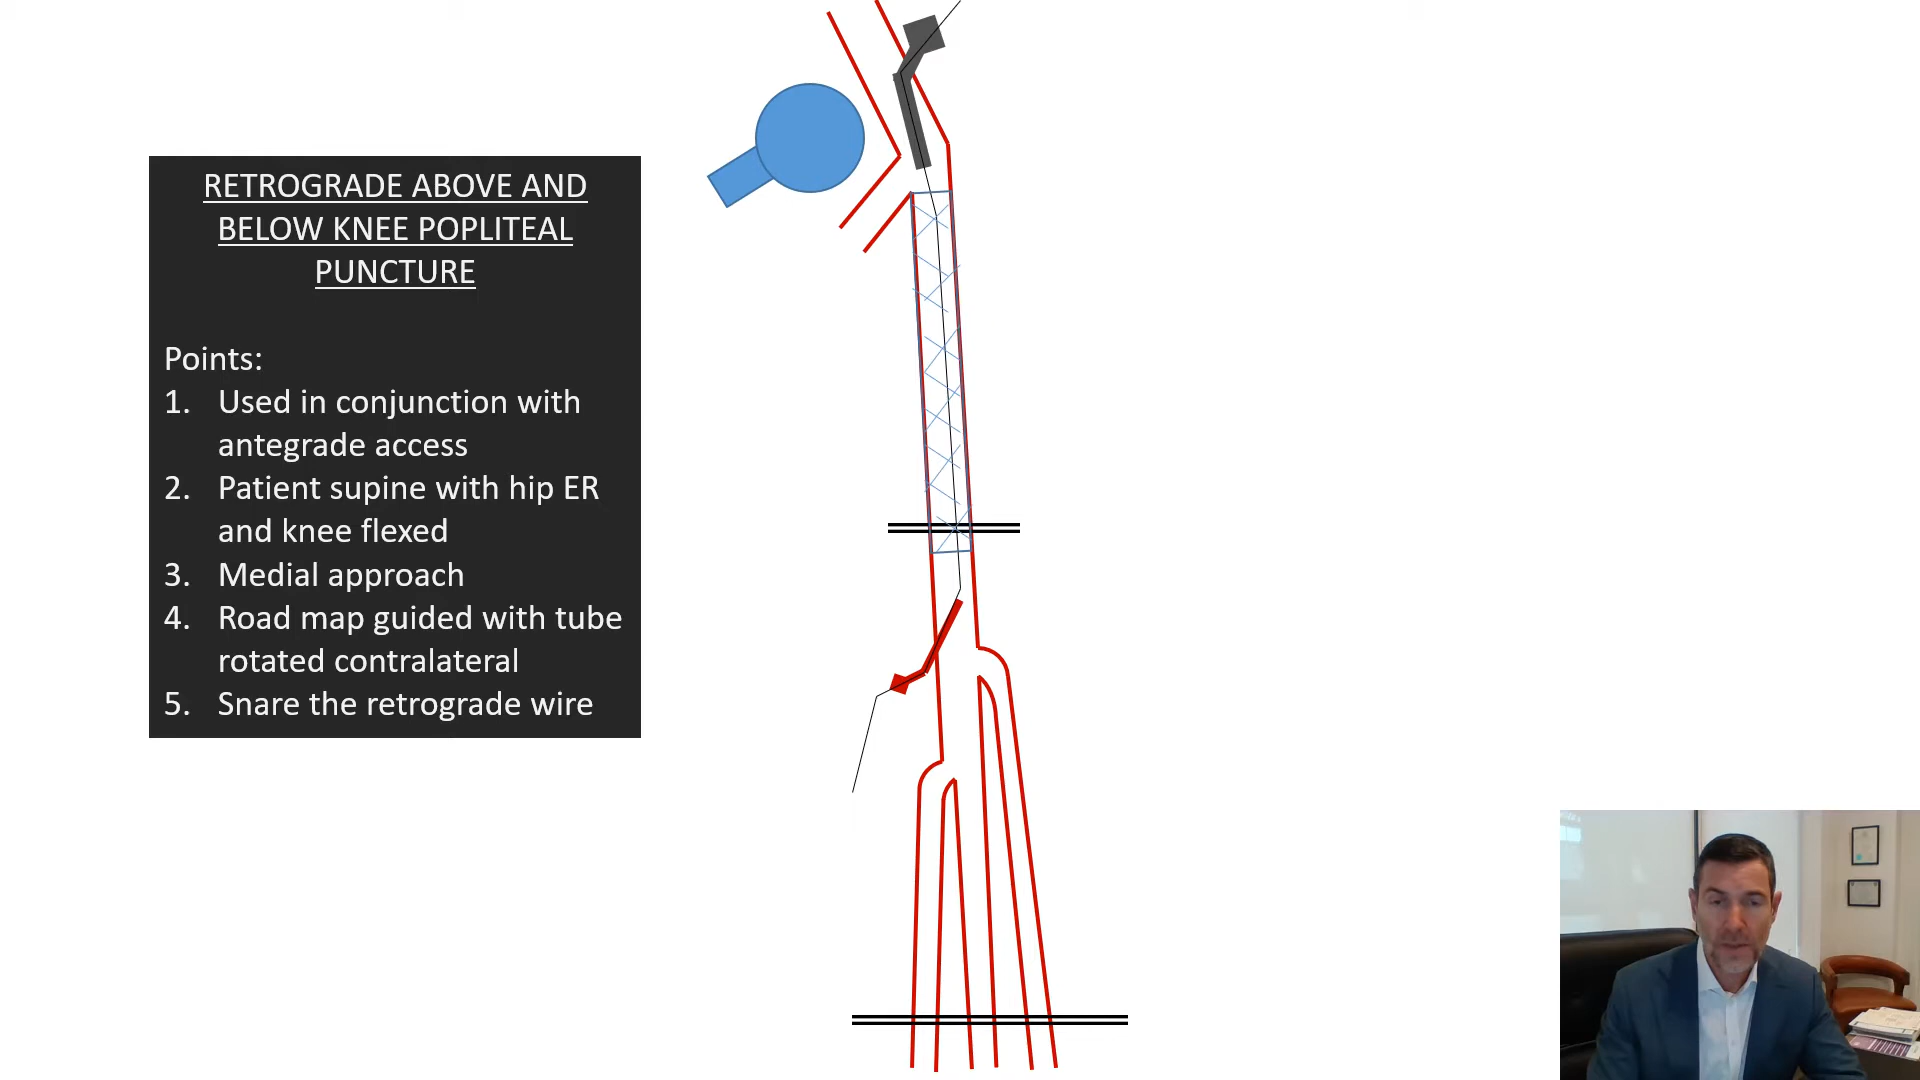 RETROGRADE ABOVE AND
BELOW KNEE POPLITEAL
PUNCTURE
Points:
1. Used in conjunction with
antegrade access
2. Patient supine with hip ER
and knee flexed
3. Medial approach
4. Road map guided with tube
rotated contralateral
5. Snare the retrograde wire